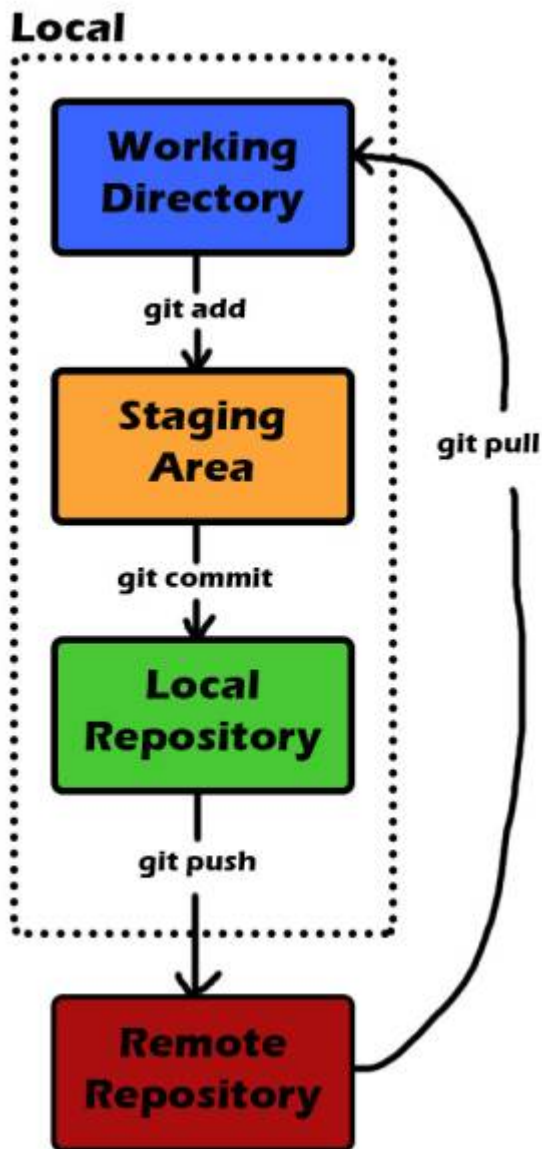 Local
Working
Directory
git add
Staging
Area
git pull
git commit
Local
Repository
git push
Remote
Repository